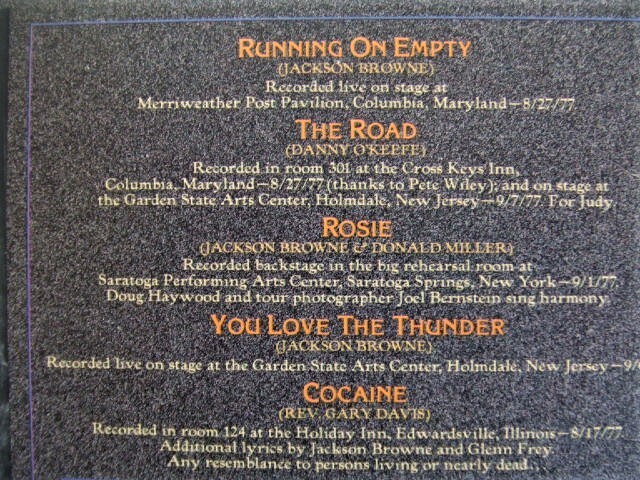 RUNNING ON EMPTY
(JACKSON BROWNE)
Recorded live on stage at
Merriweather Post Pavilion, Columbia, Maryland—8/27/77.
THE ROAD
(DANNY O'KEEFE)
Recorded in room 301 at the Cross Keys Inn,
Columbia, Maryland—8/27/77 (thanks to Pete Wiley); and on stage at
the Garden State Arts Center, Holmdale, New Jersey—9/7/77. For Judy.
ROSIE
(JACKSON BROWNE & DONALD MILLER)
Recorded backstage in the big rehearsal room at
Saratoga Performing Arts Center, Saratoga Springs, New York—9/1/77.
Doug Haywood and tour photographer Joel Bernstein sing harmony.
YOU LOVE THE THUNDER
(JACKSON BROWNE)
Recorded live on stage at the Garden State Arts Center, Holmdale, New Jersey—9/
COCAINE
(REV. GARY DAVIS)
Recorded in room 124 at the Holiday Inn, Edwardsville, Illinois—8/17/77.
Additional lyrics by Jackson Browne and Glenn Frey.
Any resemblance to persons living or nearly dead...